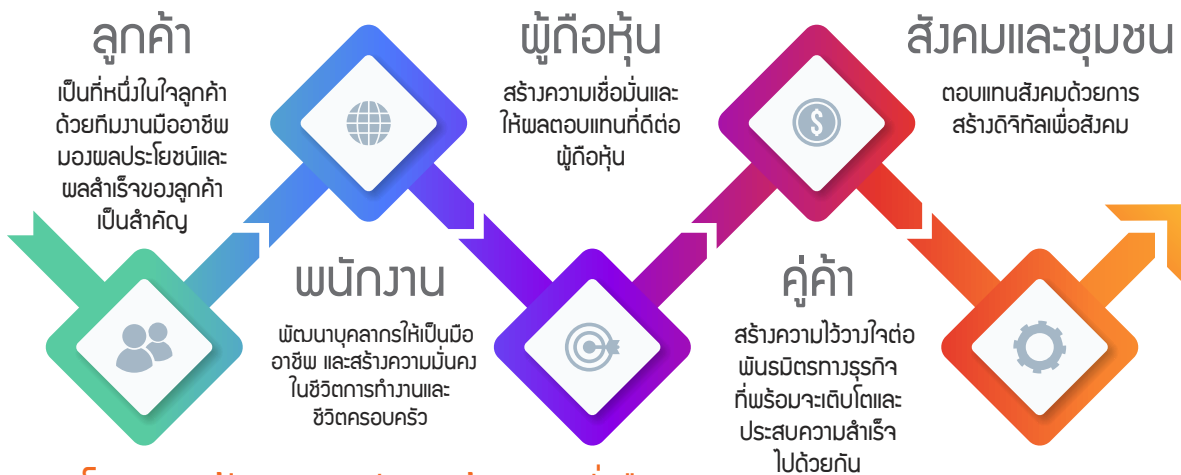 ลูกค้า
เป็นที่หนึ่งในใจลูกค้า
ด้วยทีมงานมืออาชีพ
มองผลประโยชน์และ
ผลสำเร็จของลูกค้า
เป็นสำคัญ
พนักงาน
พัฒนาบุคลากรให้เป็นมือ
อาชีพ และสร้างความมั่นคง
ในชีวิตการทำงานและ
ชีวิตครอบครัว
ผู้ถือหุ้น
สร้างความเชื่อมั่นและ
ให้ผลตอบแทนที่ดีต่อ
ผู้ถือหุ้น
คู่ค้า
สร้างความไว้วางใจต่อ
พันธมิตรทางธุรกิจ
ที่พร้อมจะเติบโตและ
ประสบความสำเร็จ
ไปด้วยกัน
สังคมและชุมชน
ตอบแทนสังคมด้วยการ
สร้างดิจิทัลเพื่อสังคม